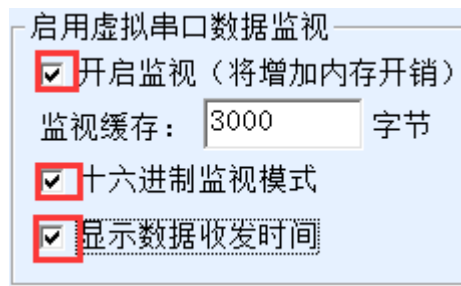 启用虚拟串口数据监视
开启监视（将增加内存开销）
监视缓存： 3000 字节
十六进制监视模式
显示数据收发时间